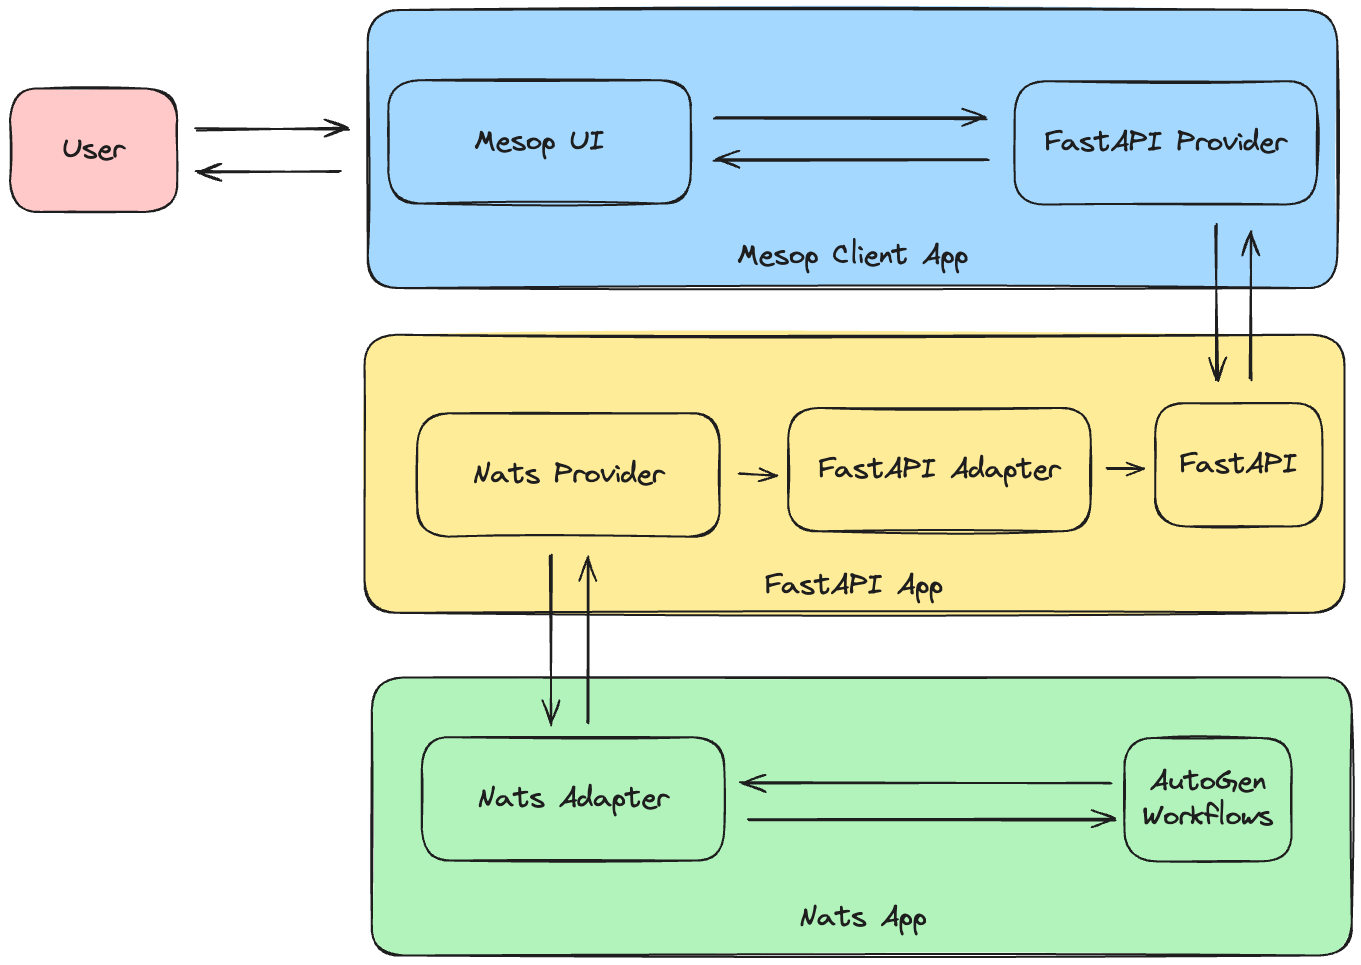 User
Mesop UI
FastAPI Provider
Mesop Client App
Nats Provider
FastAPI Adapter
FastAPI
FastAPI App
Nats Adapter
AutoGen
Workflows
Nats App